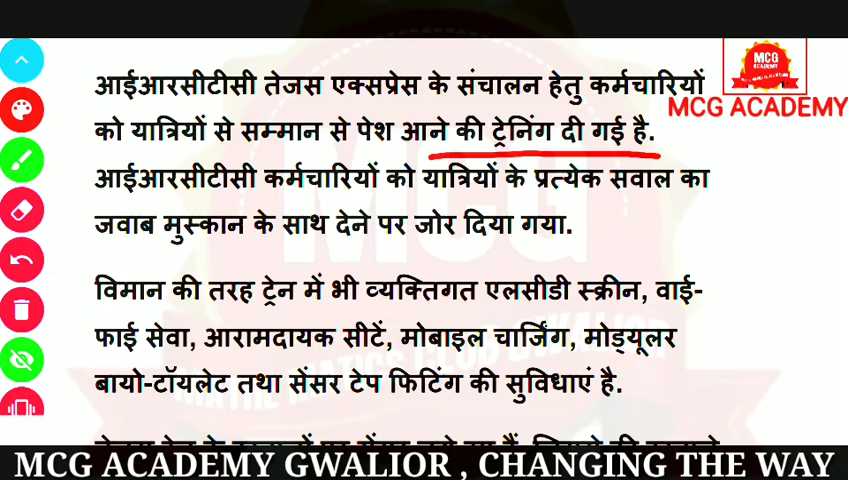 MCG
ACADEMY
MCG ACADEMY
आईआरसीटीसी तेजस एक्सप्रेस के संचालन हेतु कर्मचारियों
को यात्रियों से सम्मान से पेश आने की ट्रेनिंग दी गई है.
आईआरसीटीसी कर्मचारियों को यात्रियों के प्रत्येक सवाल का
जवाब मुस्कान के साथ देने पर जोर दिया गया.
विमान की तरह ट्रेन में भी व्यक्तिगत एलसीडी स्क्रीन, वाई-
फाई सेवा, आरामदायक सीटें, मोबाइल चार्जिंग, मोड्यूलर
बायो-टॉयलेट तथा सेंसर टेप फिटिंग की सुविधाएं है.
MCG ACADEMY GWALIOR , CHANGING THE WAY